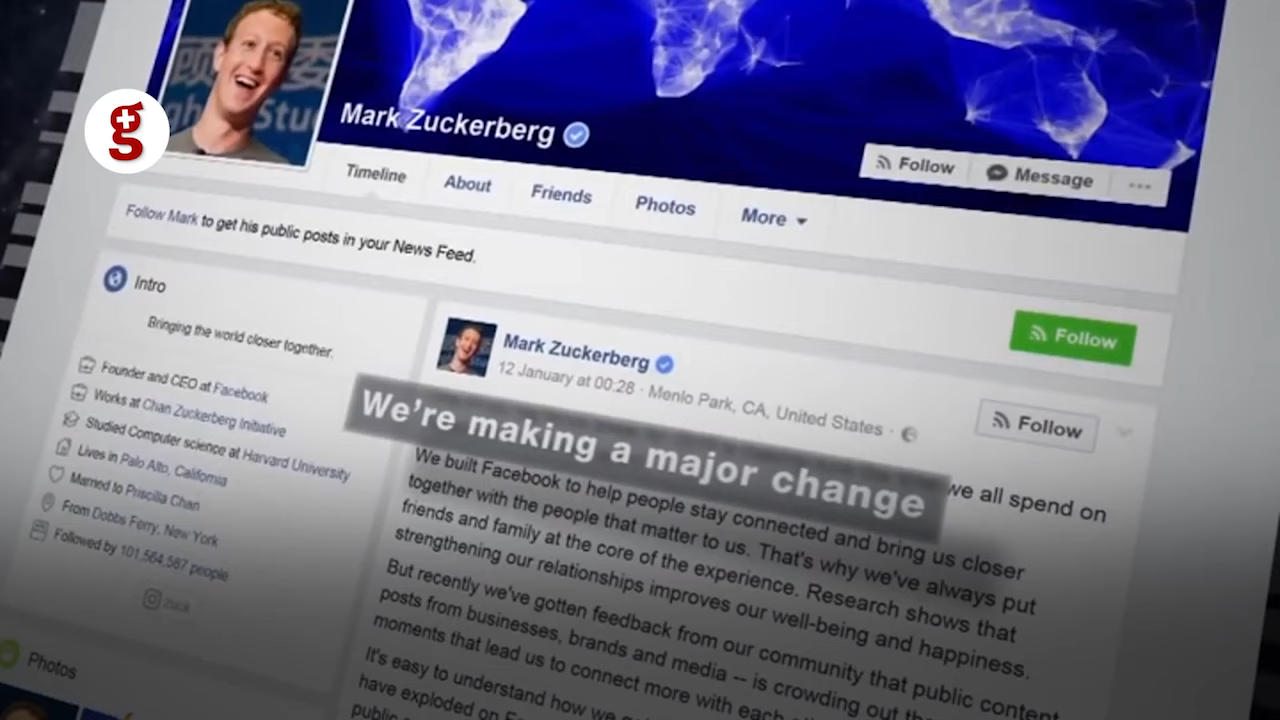 g
Mark Zuckerberg
Follow
Message
Timeline
About
Friends
Photos
More
Follow Mark to get his public posts in your News Feed.
Follow
Intro
Bringing the world closer together.
Founder and CEO at Facebook
Works at Chan Zuckerberg Initiative
Studied Computer science at Harvard University
Lives in Palo Alto, California
Married to Priscilla Chan
From Dobbs Ferry, New York
Followed by 101,564,587 people
zuck
Photos
Mark Zuckerberg
12 January at 00:28 · Menlo Park, CA, United States ·
Follow
We're making a major change
we all spend on
We built Facebook to help people stay connected and bring us closer
together with the people that matter to us. That's why we've always put
friends and family at the core of the experience. Research shows that
strengthening our relationships improves our well-being and happiness.
But recently we've gotten feedback from our community that public content
posts from businesses, brands and media -- is crowding out the
moments that lead us to connect more with each
It's easy to understand how we
have exploded on
public